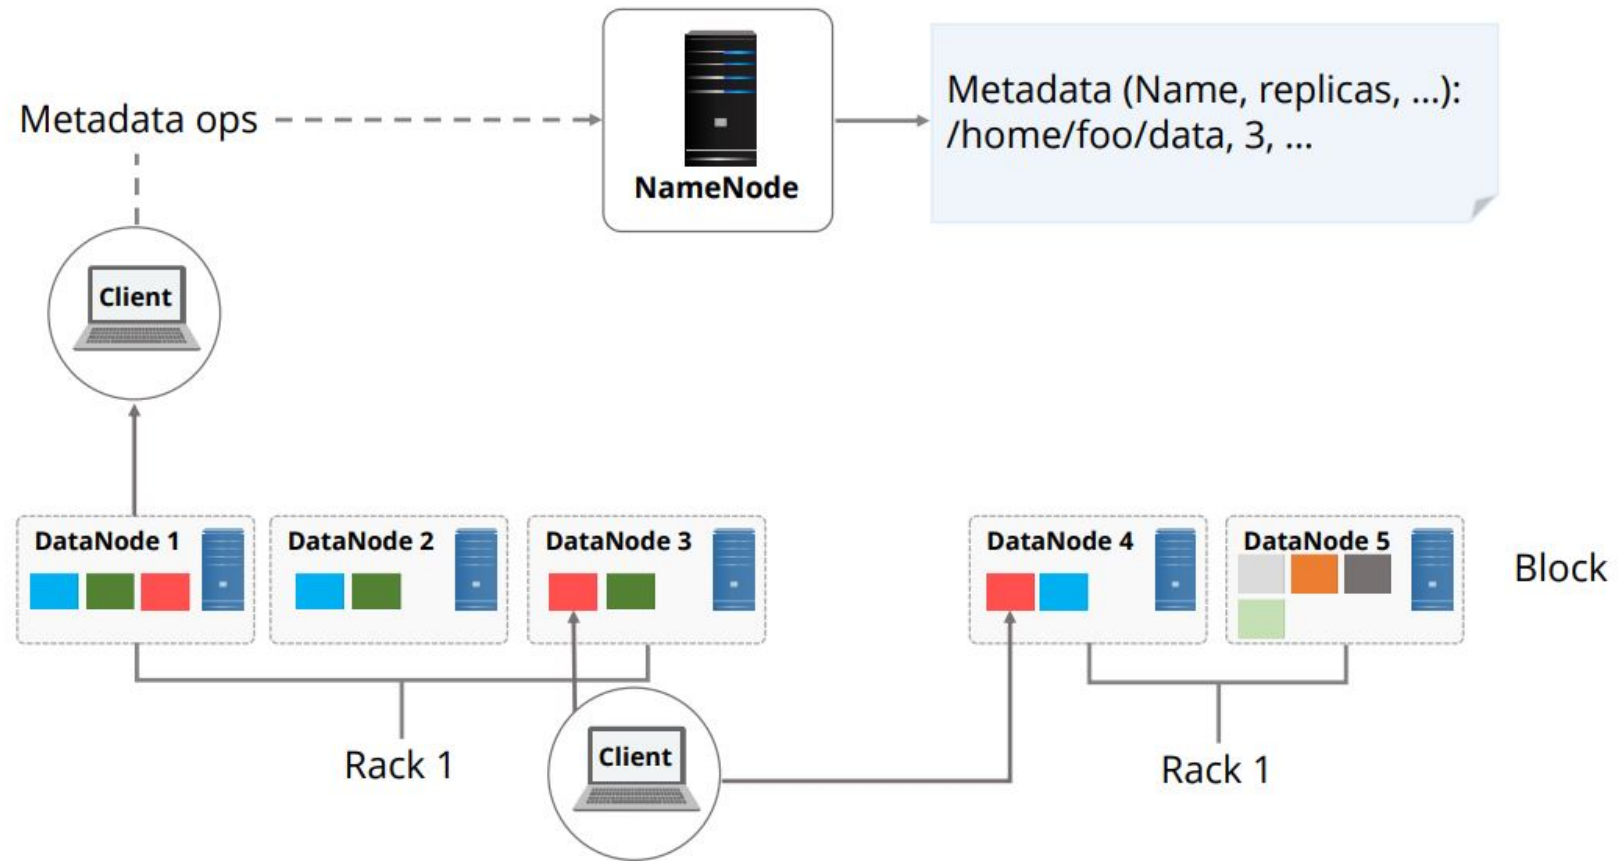 Metadata ops
NameNode
Metadata (Name, replicas, ...):
/home/foo/data, 3, ...
Client
DataNode 1
DataNode 2
DataNode 3
DataNode 4
DataNode 5
Block
Rack 1
Client
Rack 1